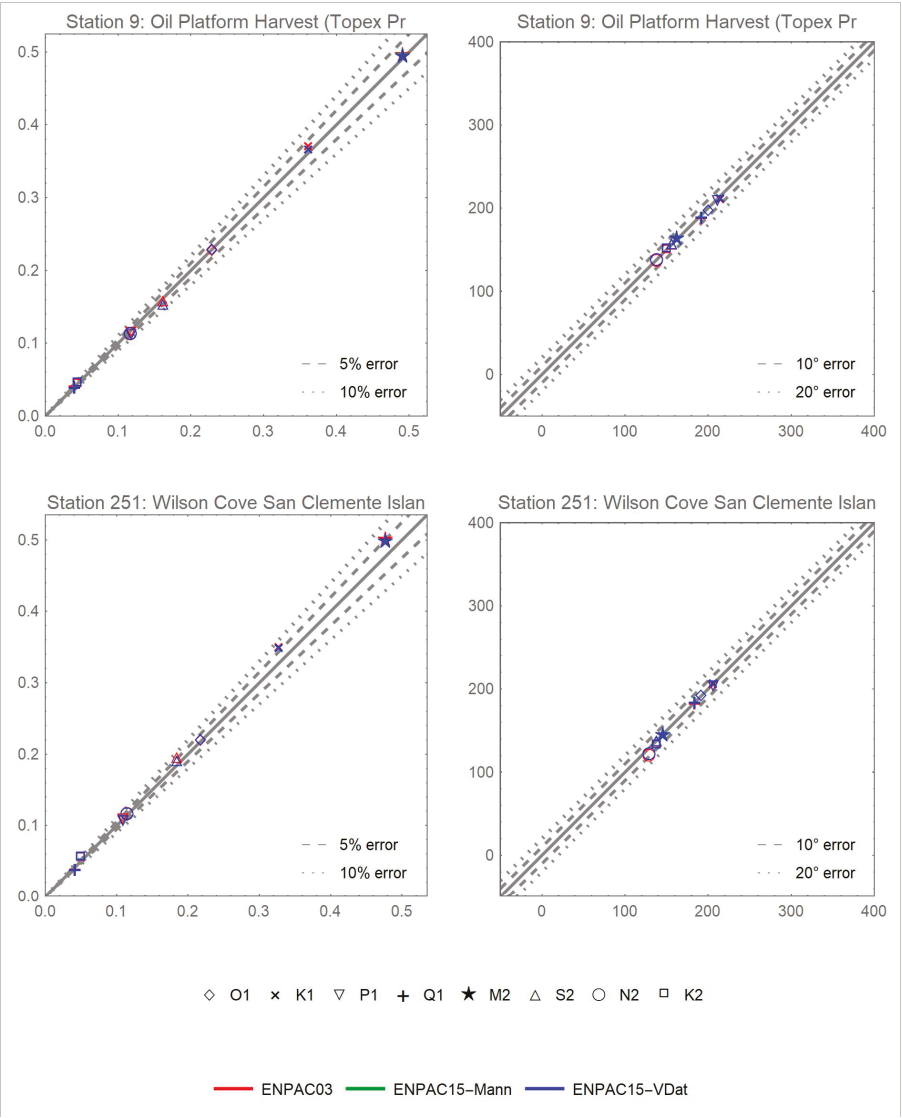 Station 9: Oil Platform Harvest (Topex Pr
0.5
0.4
0.3
0.2
0.1
0.0
0.0 0.1 0.2 0.3 0.4 0.5
5% error
10% error
Station 9: Oil Platform Harvest (Topex Pr
400
300
200
100
0
0 100 200 300 400
10° error
20° error
Station 251: Wilson Cove San Clemente Islan
0.5
0.4
0.3
0.2
0.1
0.0
0.0 0.1 0.2 0.3 0.4 0.5
5% error
10% error
Station 251: Wilson Cove San Clemente Islan
400
300
200
100
0
0 100 200 300 400
10° error
20° error
O1 K1 P1 Q1 M2 S2 N2 K2
ENPAC03 ENPAC15−Mann ENPAC15−VDat